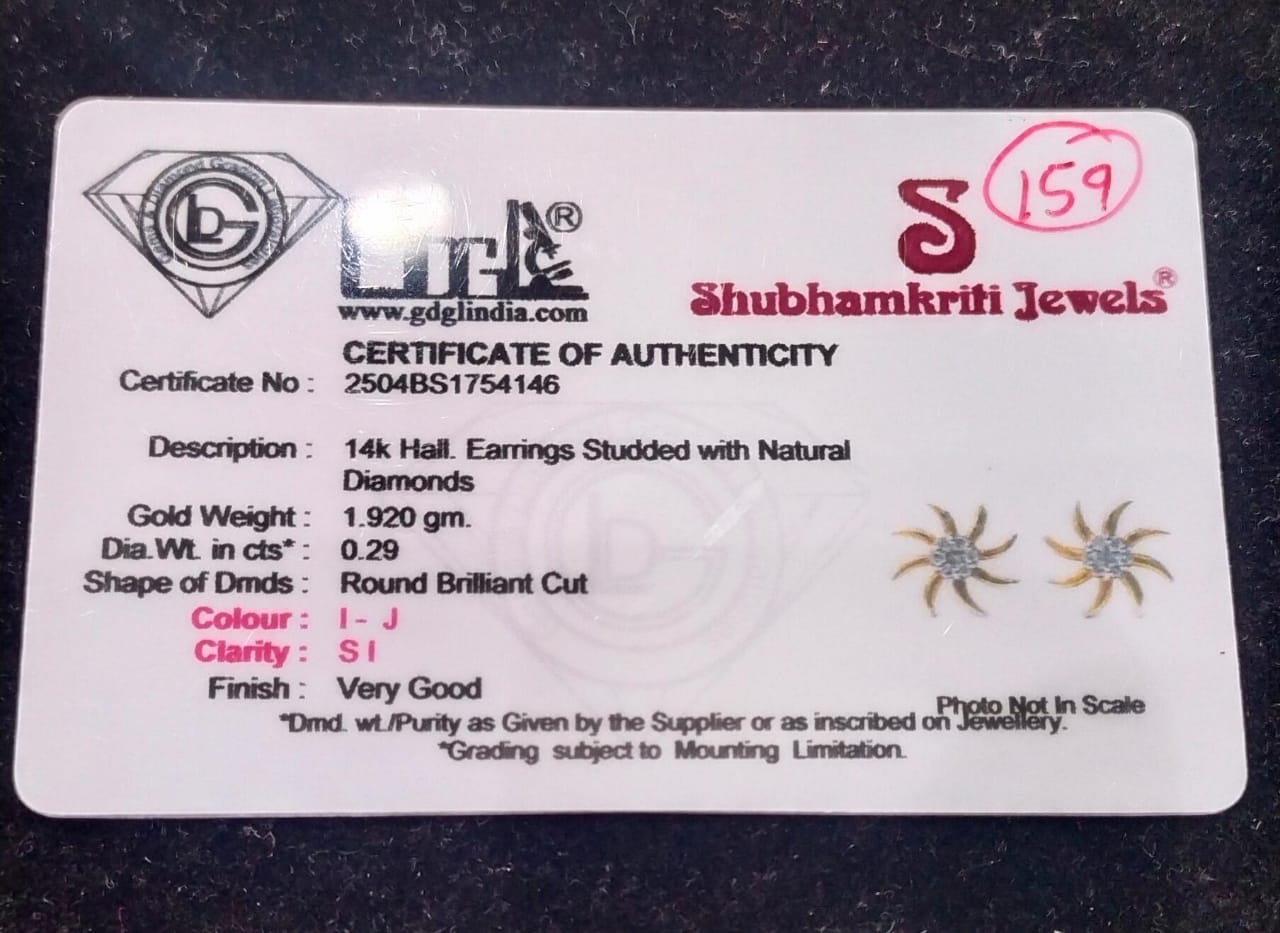 159
S
Shubhamkriti Jewels®
GDGL ®
www.gdglindia.com
CERTIFICATE OF AUTHENTICITY
Certificate No : 2504BS1754146
Description : 14k Hall. Earrings Studded with Natural
Diamonds
Gold Weight : 1.920 gm.
Dia.Wt. in cts* : 0.29
Shape of Dmds : Round Brilliant Cut
Colour : I - J
Clarity : S I
Finish : Very Good
Photo Not In Scale
*Dmd. wt./Purity as Given by the Supplier or as inscribed on Jewellery.
*Grading subject to Mounting Limitation.